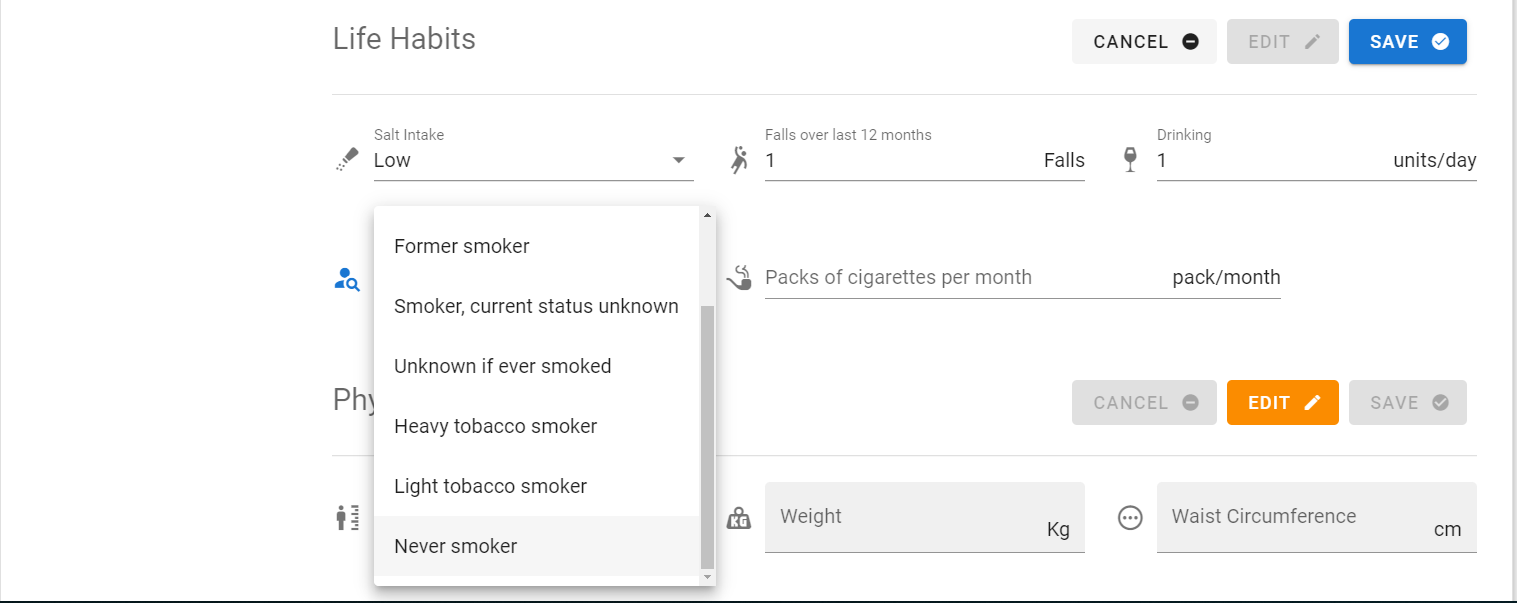 Life Habits
CANCEL
EDIT
SAVE
Salt Intake
Low
Falls over last 12 months
1 Falls
Drinking
1 units/day
Former smoker
Smoker, current status unknown
Unknown if ever smoked
Heavy tobacco smoker
Light tobacco smoker
Never smoker
Packs of cigarettes per month pack/month
CANCEL
EDIT
SAVE
KG
Weight
Kg
Waist Circumference
cm